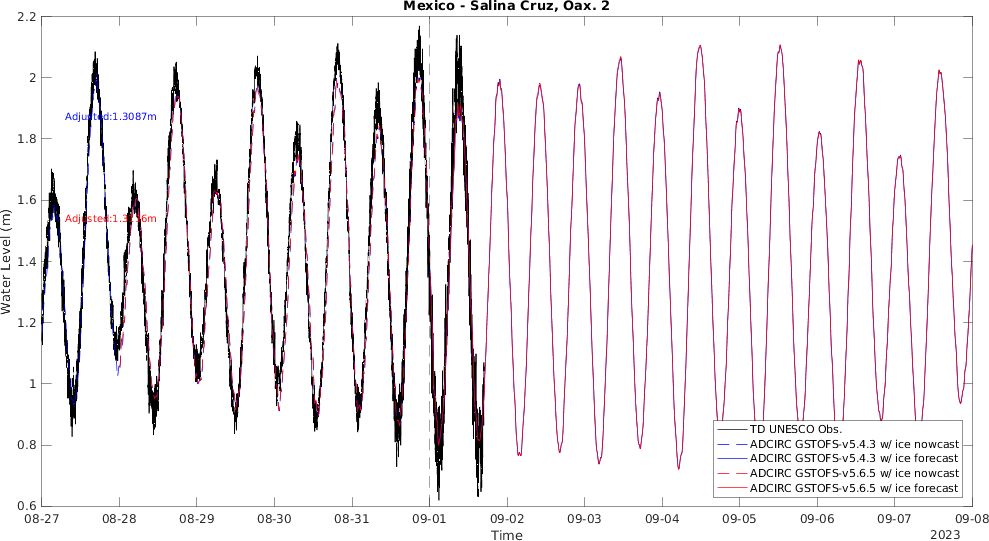 Mexico - Salina Cruz, Oax. 2
2.2
2
1.8
1.6
1.4
1.2
1
0.8
0.6
Water Level (m)
Adjusted:1.3087m
TD UNESCO Obs.
ADCIRC GSTOFS-v5.4.3 w/ ice nowcast
ADCIRC GSTOFS-v5.4.3 w/ ice forecast
ADCIRC GSTOFS-v5.6.5 w/ ice nowcast
ADCIRC GSTOFS-v5.6.5 w/ ice forecast
08-27 08-28 08-29 08-30 08-31 09-01 09-02 09-03 09-04 09-05 09-06 09-07 09-08
Time
2023